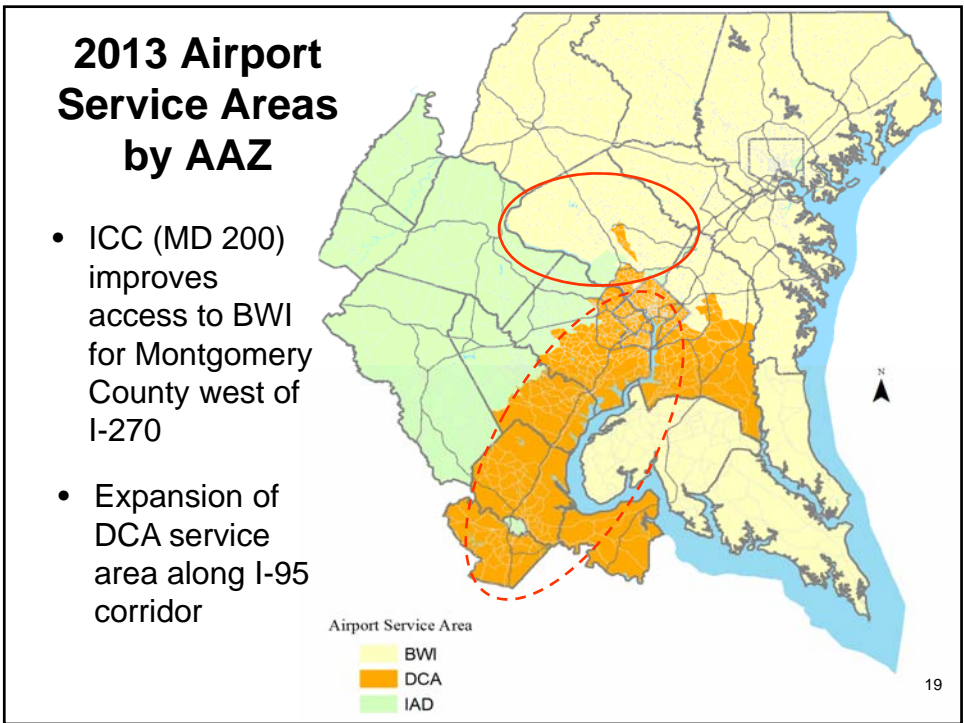 2013 Airport
Service Areas
by AAZ
• ICC (MD 200)
improves
access to BWI
for Montgomery
County west of
I-270
• Expansion of
DCA service
area along I-95
corridor
N
Airport Service Area
BWI
DCA
IAD
19